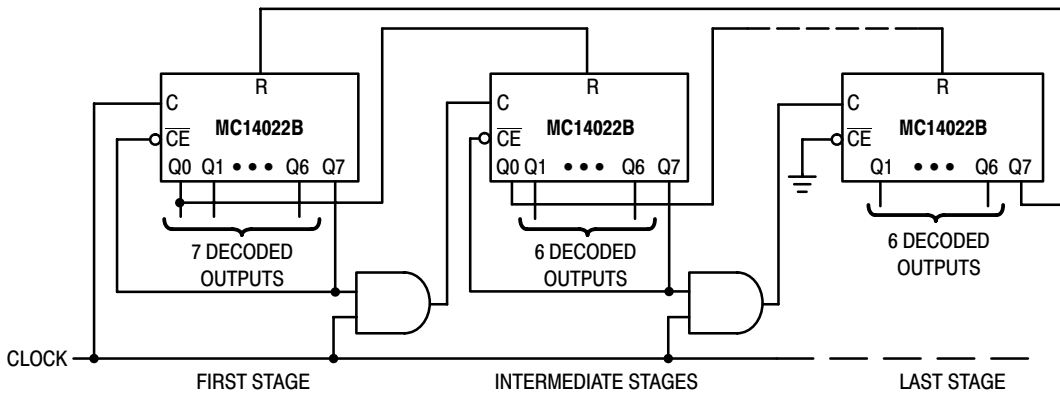 R
C
MC14022B
CE
Q0 Q1 ••• Q6 Q7
7 DECODED
OUTPUTS
R
C
MC14022B
CE
Q0 Q1 ••• Q6 Q7
6 DECODED
OUTPUTS
R
C
MC14022B
CE
Q1 ••• Q6 Q7
6 DECODED
OUTPUTS
CLOCK
FIRST STAGE
INTERMEDIATE STAGES
LAST STAGE